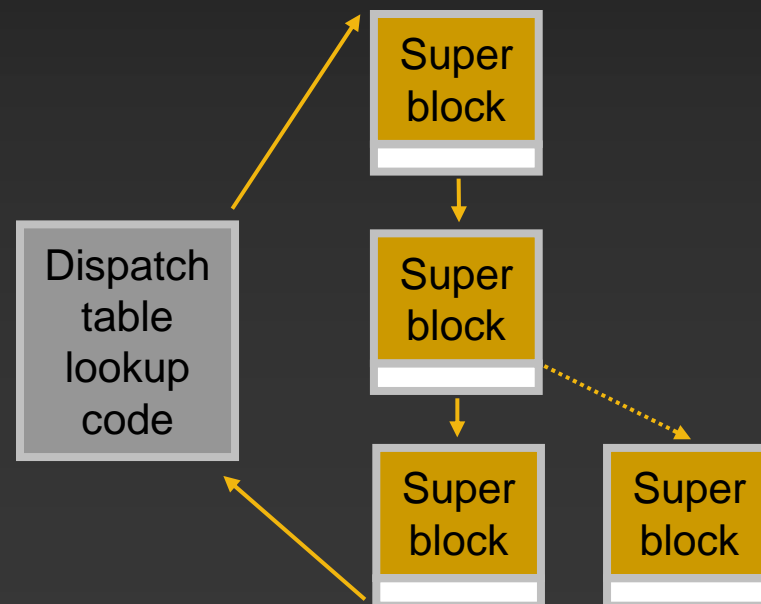 Super
block
Dispatch
table
lookup
code
Super
block
Super
block
Super
block